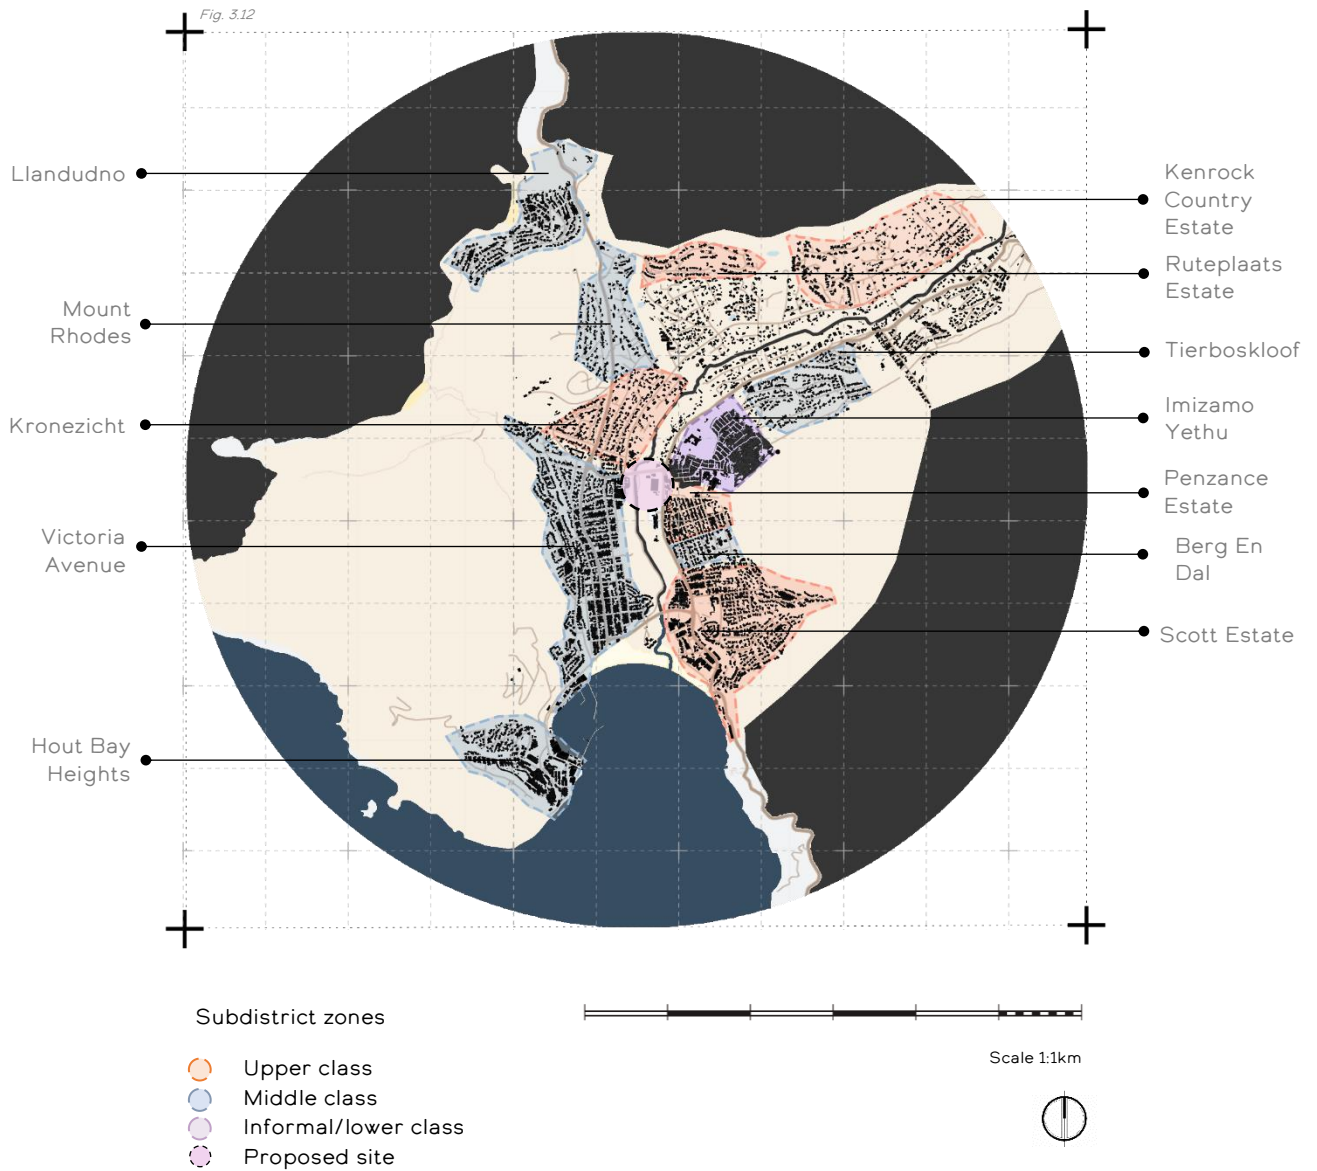 Fig. 3.12
Llandudno
Mount
Rhodes
Kronezicht
Victoria
Avenue
Hout Bay
Heights
Kenrock
Country
Estate
Ruteplaats
Estate
Tierboskloof
Imizamo
Yethu
Penzance
Estate
Berg En
Dal
Scott Estate
Subdistrict zones
Upper class
Middle class
Informal/lower class
Proposed site
Scale 1:1km